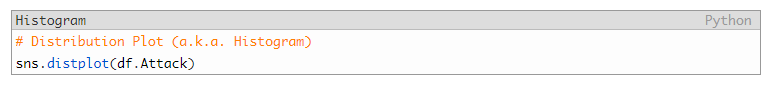 Histogram Python
# Distribution Plot (a.k.a. Histogram)
sns.distplot(df.Attack)